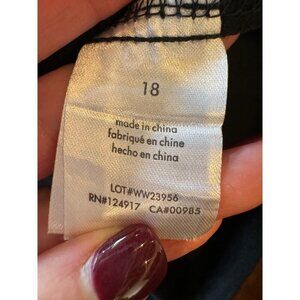 18
made in china
fabriqué en chine
hecho en china
LOT#WW23956
RN#124917 CA#00985